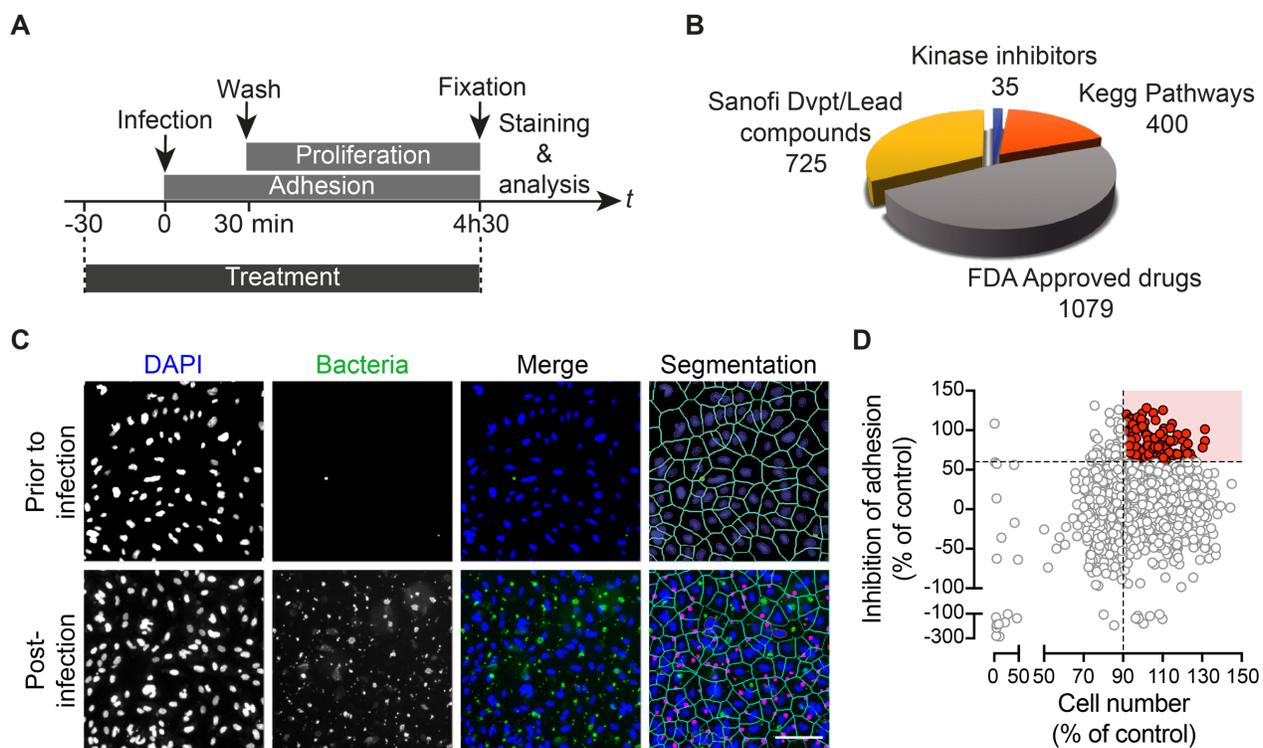 A
Infection
Wash
Fixation
Staining
&
analysis
Proliferation
Adhesion
t
-30
0
30 min
4h30
Treatment
B
Kinase inhibitors
35
Kegg Pathways
400
Sanofi Dvpt/Lead
compounds
725
FDA Approved drugs
1079
C
DAPI
Bacteria
Merge
Segmentation
Prior to
infection
Post-
infection
D
Inhibition of adhesion
(% of control)
150
100
50
0
-50
-100
-100
-300
0 50 50 70 90 110 130 150
Cell number
(% of control)